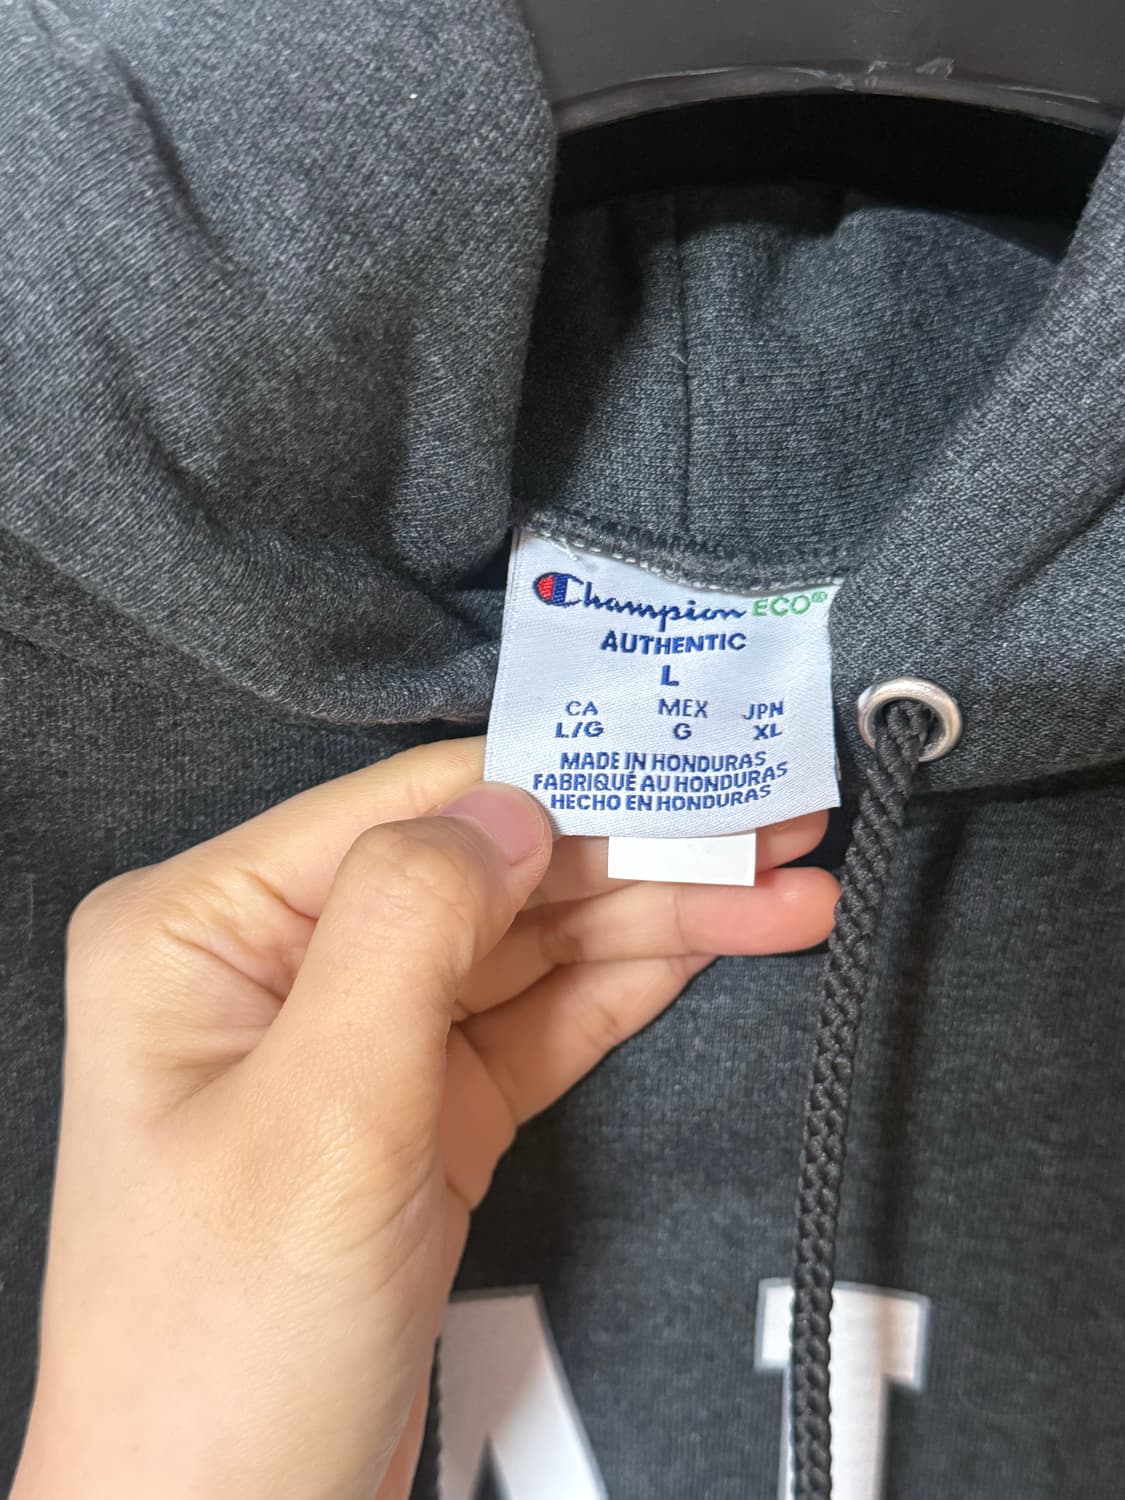 Champion ECO®
AUTHENTIC
L
CA MEX JPN
L/G G XL
MADE IN HONDURAS
FABRIQUÉ AU HONDURAS
HECHO EN HONDURAS